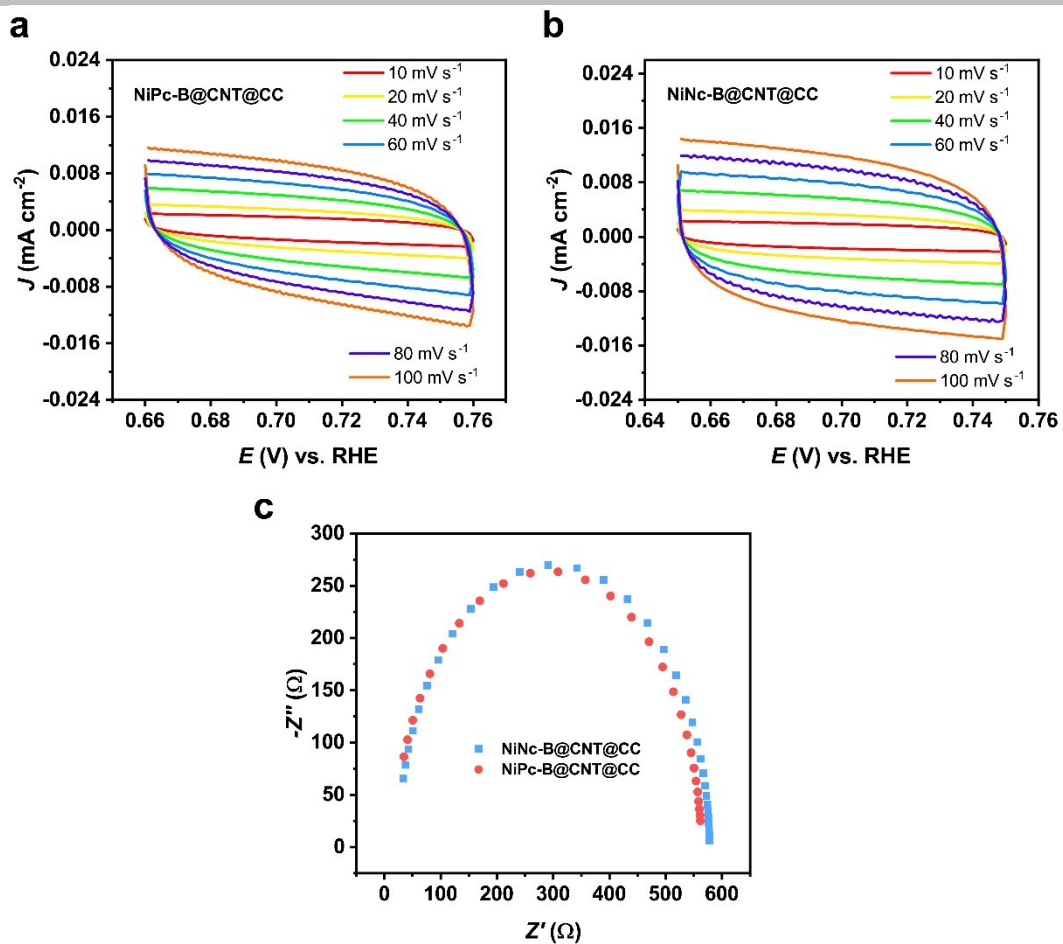 a
0.024
0.016
0.008
0.000
-0.008
-0.016
-0.024
0.66 0.70 0.72 0.74 0.76
J (mA cm⁻²)
E (V) vs. RHE
NiPc-B@CNT@CC
10 mV s⁻¹
20 mV s⁻¹
40 mV s⁻¹
60 mV s⁻¹
80 mV s⁻¹
100 mV s⁻¹
b
0.024
0.016
0.008
0.000
-0.008
-0.016
-0.024
0.64 0.66 0.68 0.70 0.72 0.74 0.76
J (mA cm⁻²)
E (V) vs. RHE
NiNc-B@CNT@CC
10 mV s⁻¹
20 mV s⁻¹
40 mV s⁻¹
60 mV s⁻¹
80 mV s⁻¹
100 mV s⁻¹
c
300
250
200
150
100
50
0
0 100 200 300 400 500 600
-Z'' (Ω)
Z' (Ω)
NiNc-B@CNT@CC
NiPc-B@CNT@CC